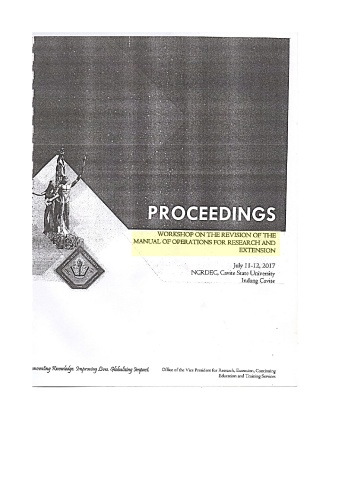 PROCEEDINGS
WORKSHOP ON THE REVISION OF THE
MANUAL OF OPERATIONS FOR RESEARCH AND
EXTENSION
July 11-12, 2017
NCRDEC, Cavite State University
Indang Cavite
Knowledge. Improving Lives. Globalizing Impact.
Office of the Vice President for Research, Extension, Continuing
Education and Training Services